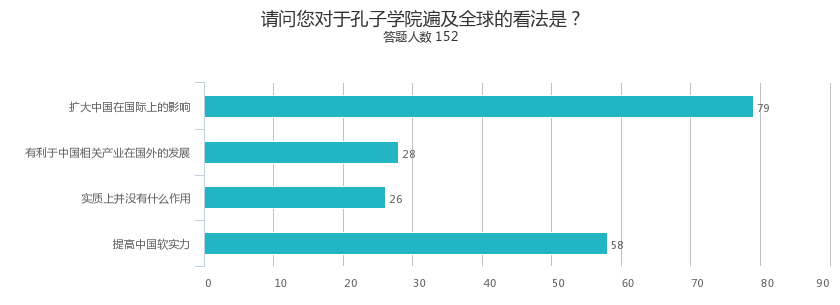 请问您对于孔子学院遍及全球的看法是？
答题人数 152
扩大中国在国际上的影响
79
有利于中国相关产业在国外的发展
28
实质上并没有什么作用
26
提高中国软实力
58
0 10 20 30 40 50 60 70 80 90